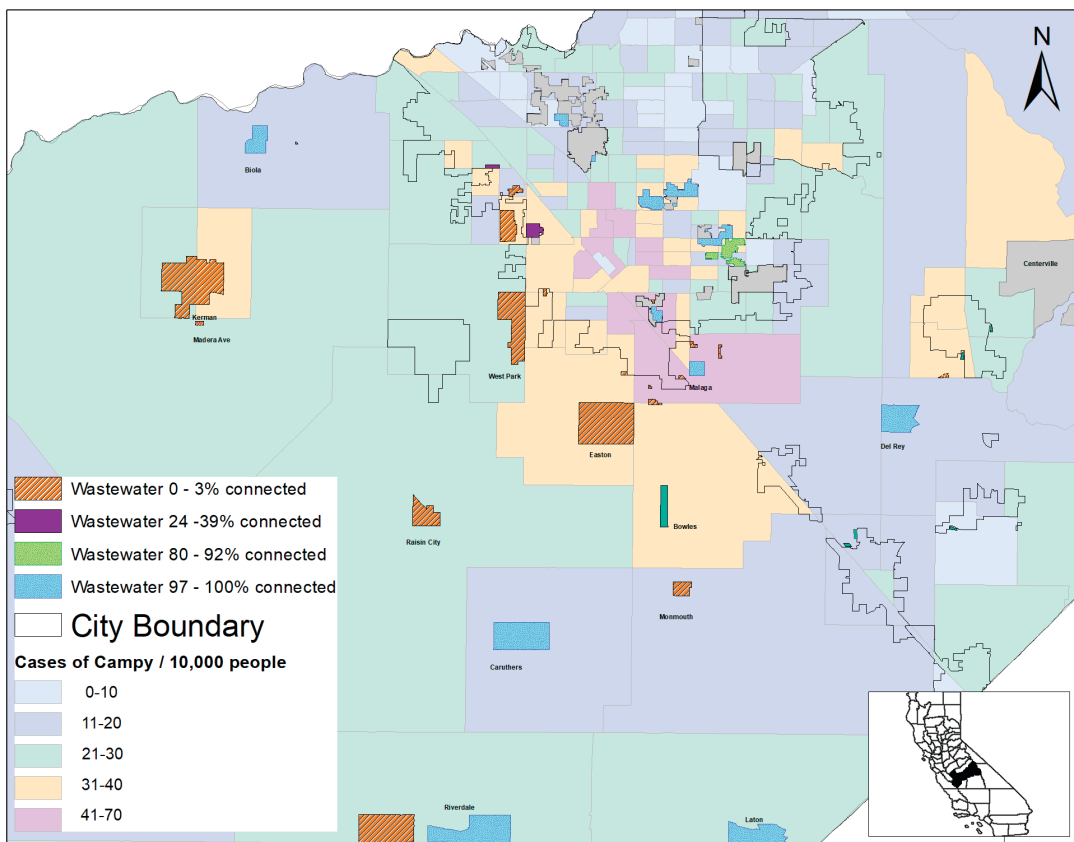 N
Biola
Centerville
Kerman
Madera Ave
West Park
Malaga
Easton
Del Rey
Wastewater 0 - 3% connected
Wastewater 24 -39% connected
Wastewater 80 - 92% connected
Wastewater 97 - 100% connected
City Boundary
Cases of Campy / 10,000 people
0-10
11-20
21-30
31-40
41-70
Bowles
Raisin City
Monmouth
Caruthers
Riverdale
Laton